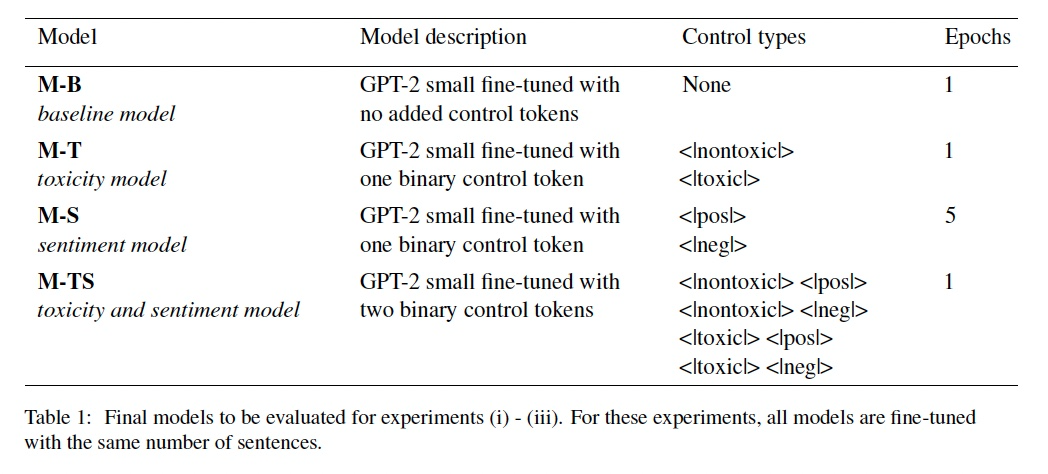 Model Model description Control types Epochs
M-B GPT-2 small fine-tuned with None 1
baseline model no added control tokens
M-T GPT-2 small fine-tuned with <|nontoxic|> 1
toxicity model one binary control token <|toxic|>
M-S GPT-2 small fine-tuned with <|pos|> 5
sentiment model one binary control token <|neg|>
M-TS GPT-2 small fine-tuned with <|nontoxic|> <|pos|> 1
toxicity and sentiment model two binary control tokens <|nontoxic|> <|neg|>
<|toxic|> <|pos|>
<|toxic|> <|neg|>
Table 1: Final models to be evaluated for experiments (i) - (iii). For these experiments, all models are fine-tuned
with the same number of sentences.